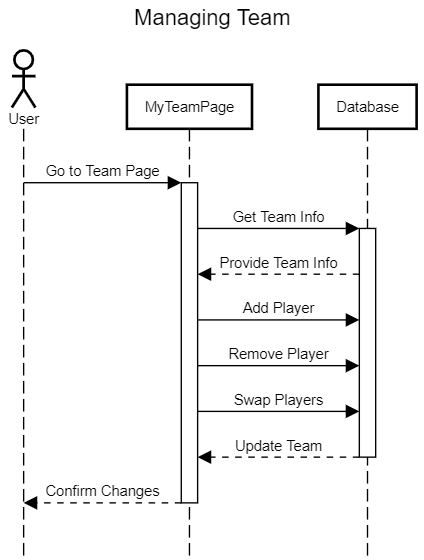 Managing Team
User
MyTeamPage
Database
Go to Team Page
Get Team Info
Provide Team Info
Add Player
Remove Player
Swap Players
Update Team
Confirm Changes